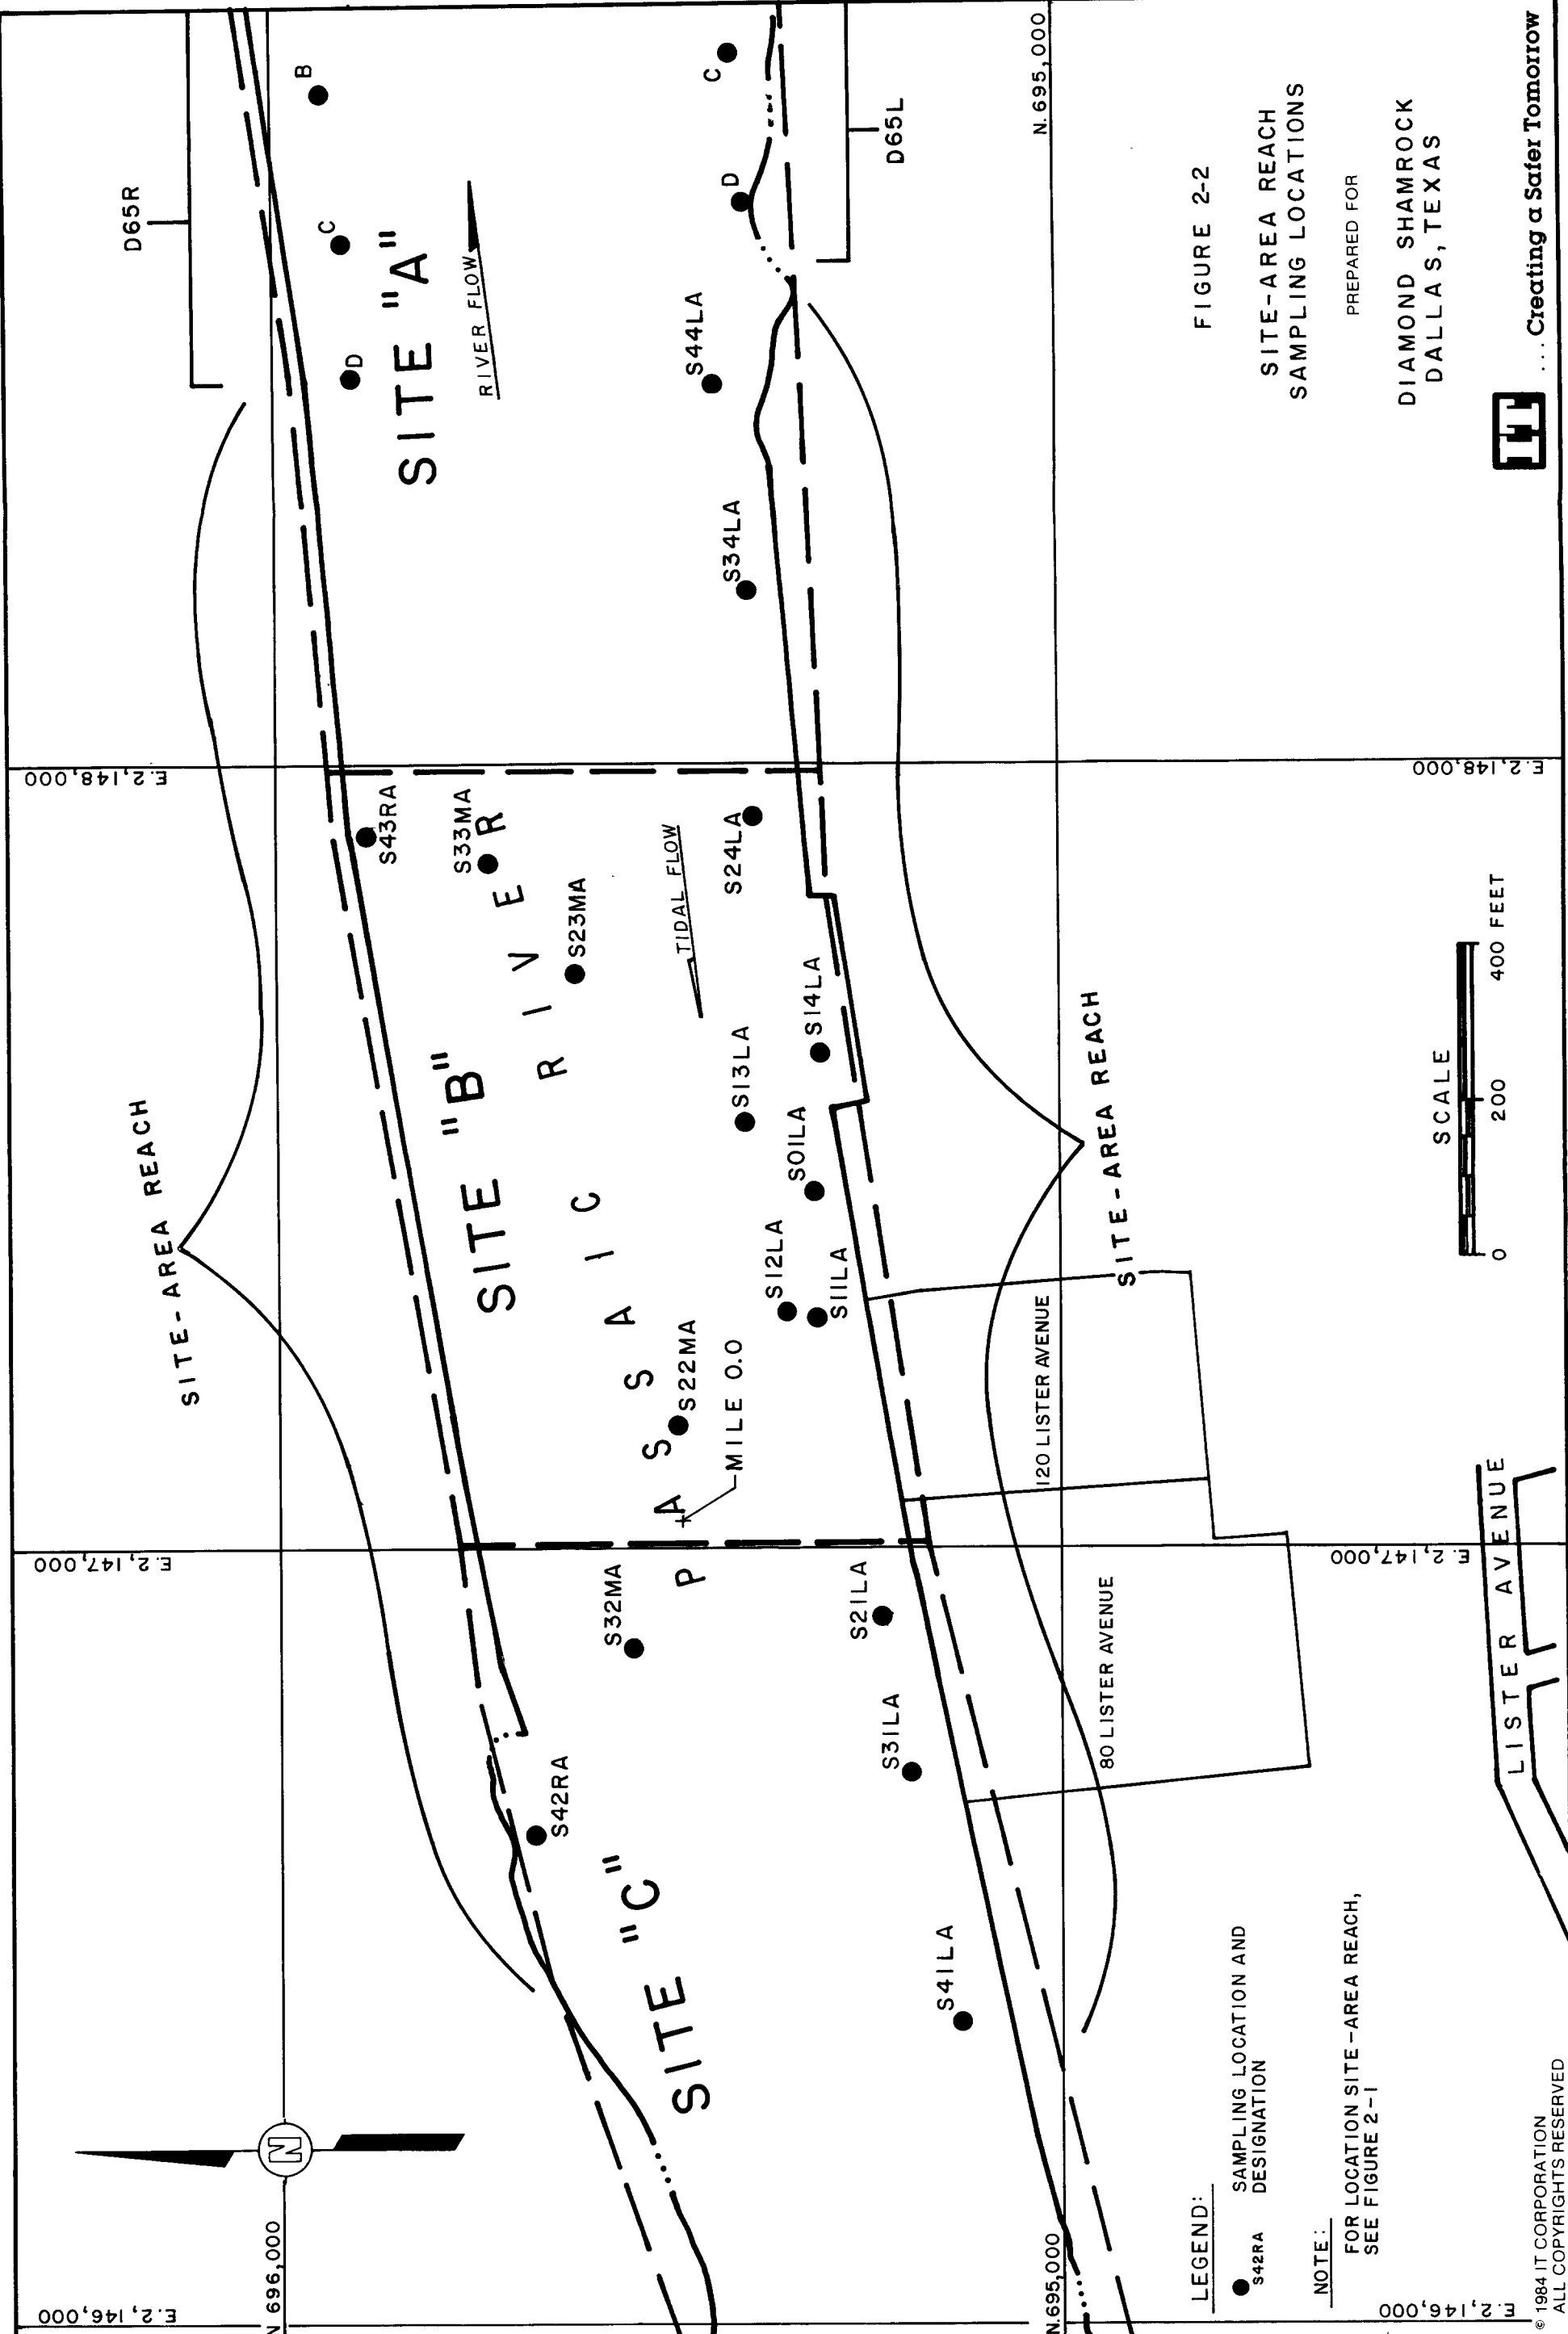 E. 2,146,000
E. 2,147,000
E. 2,148,000
N 696,000
N
SITE-AREA REACH
D65R
B
C
D
SITE "A"
RIVER FLOW
S43RA
S33MA
S23MA
SITE "B"
PASSAIC RIVER
TIDAL FLOW
S22MA
MILE 0.0
S32MA
S42RA
SITE "C"
C
D
D65L
S44LA
S34LA
S24LA
S14LA
S13LA
S01LA
S12LA
S11LA
S21LA
S31LA
S41LA
N.695,000
N. 695,000
SITE-AREA REACH
120 LISTER AVENUE
80 LISTER AVENUE
LISTER AVENUE
E. 2,146,000
E. 2,147,000
E. 2,148,000
LEGEND:
S42RA
SAMPLING LOCATION AND
DESIGNATION
NOTE:
FOR LOCATION SITE-AREA REACH,
SEE FIGURE 2-1
SCALE
0 200 400 FEET
FIGURE 2-2
SITE-AREA REACH
SAMPLING LOCATIONS
PREPARED FOR
DIAMOND SHAMROCK
DALLAS, TEXAS
...Creating a Safer Tomorrow
© 1984 IT CORPORATION
ALL COPYRIGHTS RESERVED